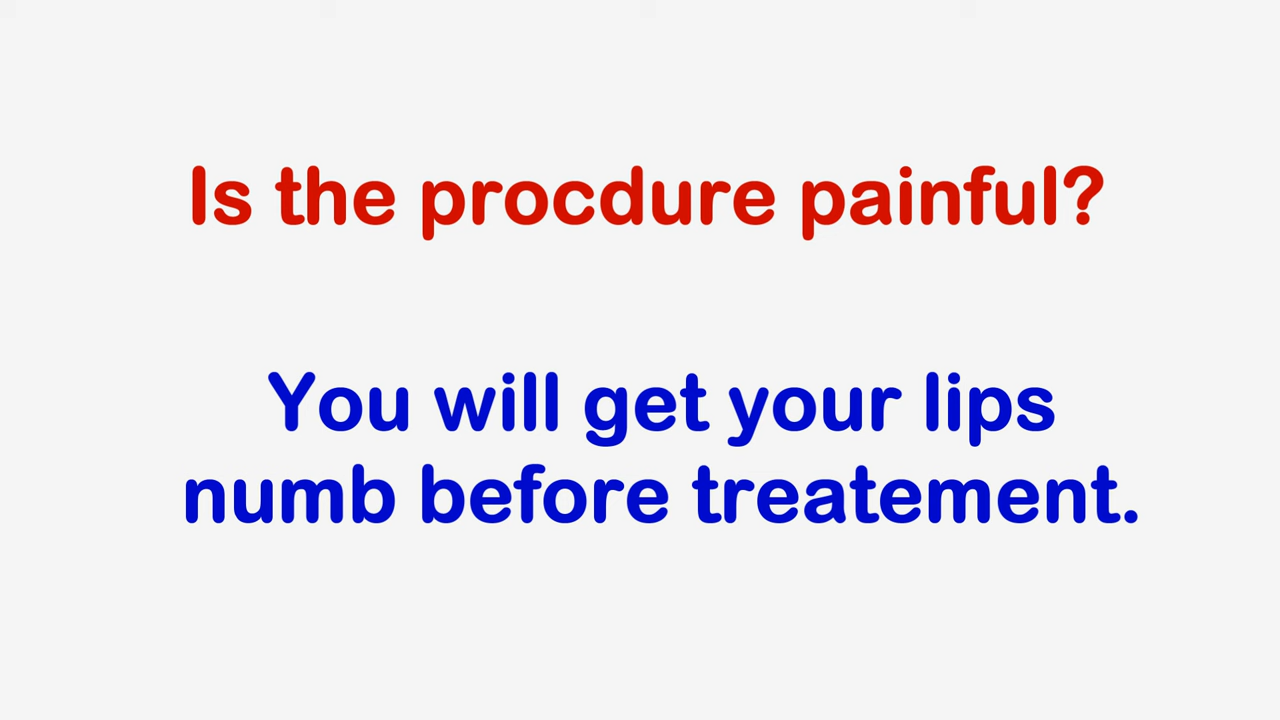 Is the procdure painful?
You will get your lips
numb before treatement.